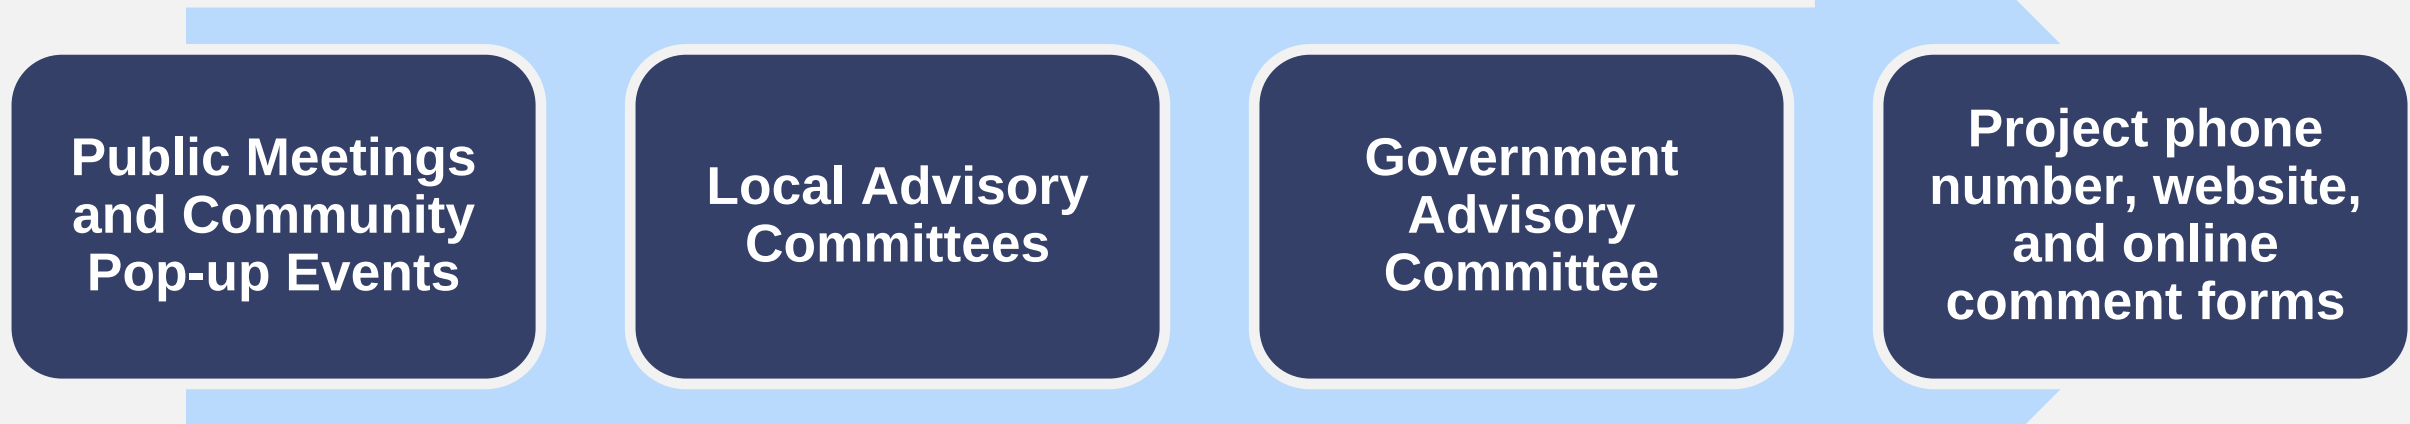 Public Meetings
and Community
Pop-up Events
Local Advisory
Committees
Government
Advisory
Committee
Project phone
number, website,
and online
comment forms